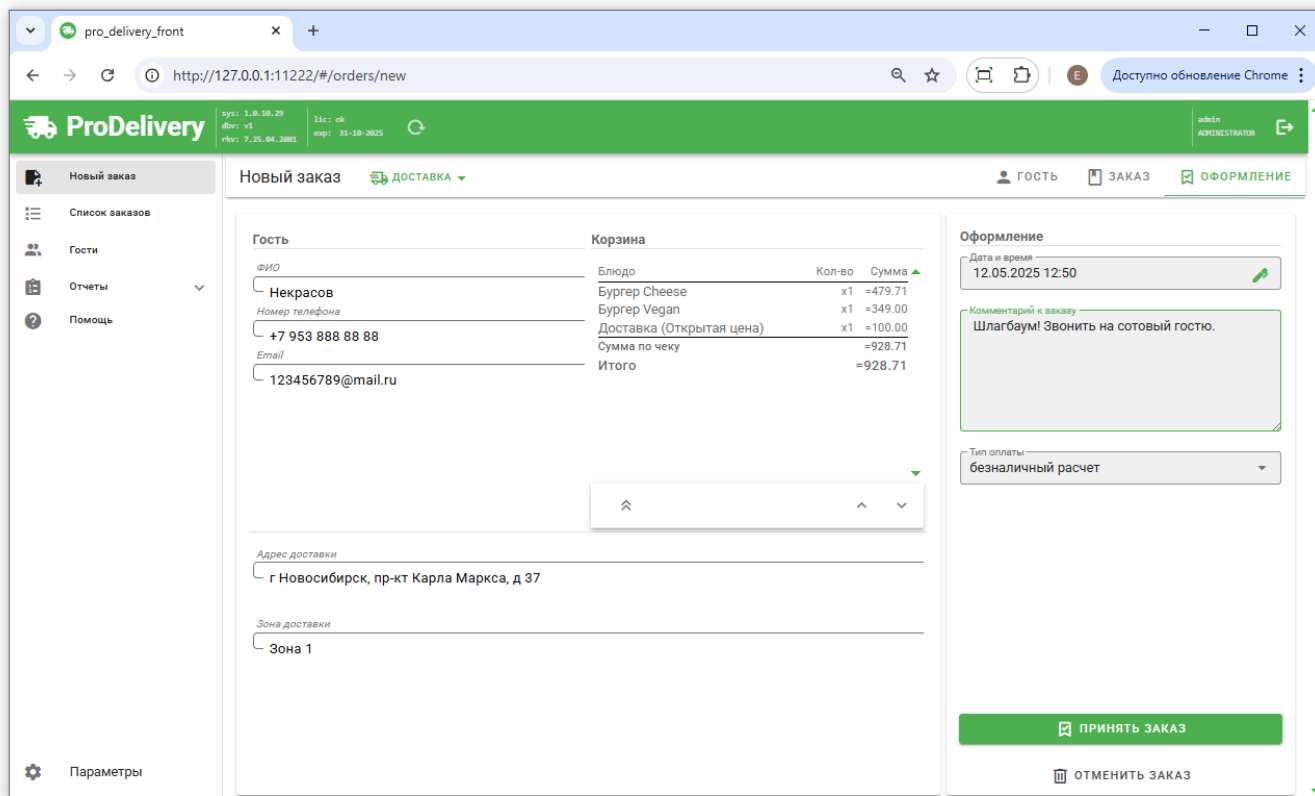 pro_delivery_front
http://127.0.0.1:11222/#/orders/new
E
Доступно обновление Chrome
ProDelivery
sys: 1.0.10.29
dbv: v1
rkv: 7.25.04.2001
lic: ok
exp: 31-10-2025
admin
ADMINISTRATOR
Новый заказ
Список заказов
Гости
Отчеты
Помощь
Параметры
Новый заказ
ДОСТАВКА
ГОСТЬ
ЗАКАЗ
ОФОРМЛЕНИЕ
Гость
ФИО
Некрасов
Номер телефона
+7 953 888 88 88
Email
123456789@mail.ru
Корзина
Блюдо Кол-во Сумма
Бургер Cheese x1 =479.71
Бургер Vegan x1 =349.00
Доставка (Открытая цена) x1 =100.00
Сумма по чеку =928.71
Итого =928.71
Адрес доставки
г Новосибирск, пр-кт Карла Маркса, д 37
Зона доставки
Зона 1
Оформление
Дата и время
12.05.2025 12:50
Комментарий к заказу
Шлагбаум! Звонить на сотовый гостю.
Тип оплаты
безналичный расчет
ПРИНЯТЬ ЗАКАЗ
ОТМЕНИТЬ ЗАКАЗ